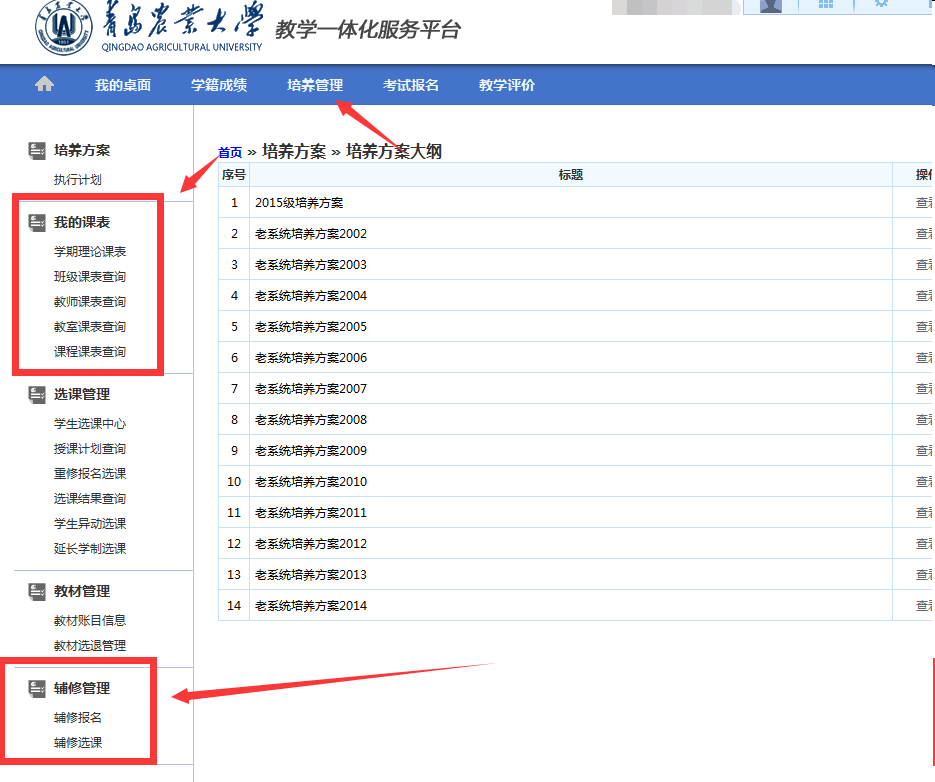 青岛农业大学
QINGDAO AGRICULTURAL UNIVERSITY
教学一体化服务平台
我的桌面 学籍成绩 培养管理 考试报名 教学评价
培养方案
执行计划
我的课表
学期理论课表
班级课表查询
教师课表查询
教室课表查询
课程课表查询
选课管理
学生选课中心
授课计划查询
重修报名选课
选课结果查询
学生异动选课
延长学制选课
教材管理
教材账目信息
教材选退管理
辅修管理
辅修报名
辅修选课
首页 » 培养方案 » 培养方案大纲
序号 标题 操
1 2015级培养方案 查
2 老系统培养方案2002 查
3 老系统培养方案2003 查
4 老系统培养方案2004 查
5 老系统培养方案2005 查
6 老系统培养方案2006 查
7 老系统培养方案2007 查
8 老系统培养方案2008 查
9 老系统培养方案2009 查
10 老系统培养方案2010 查
11 老系统培养方案2011 查
12 老系统培养方案2012 查
13 老系统培养方案2013 查
14 老系统培养方案2014 查